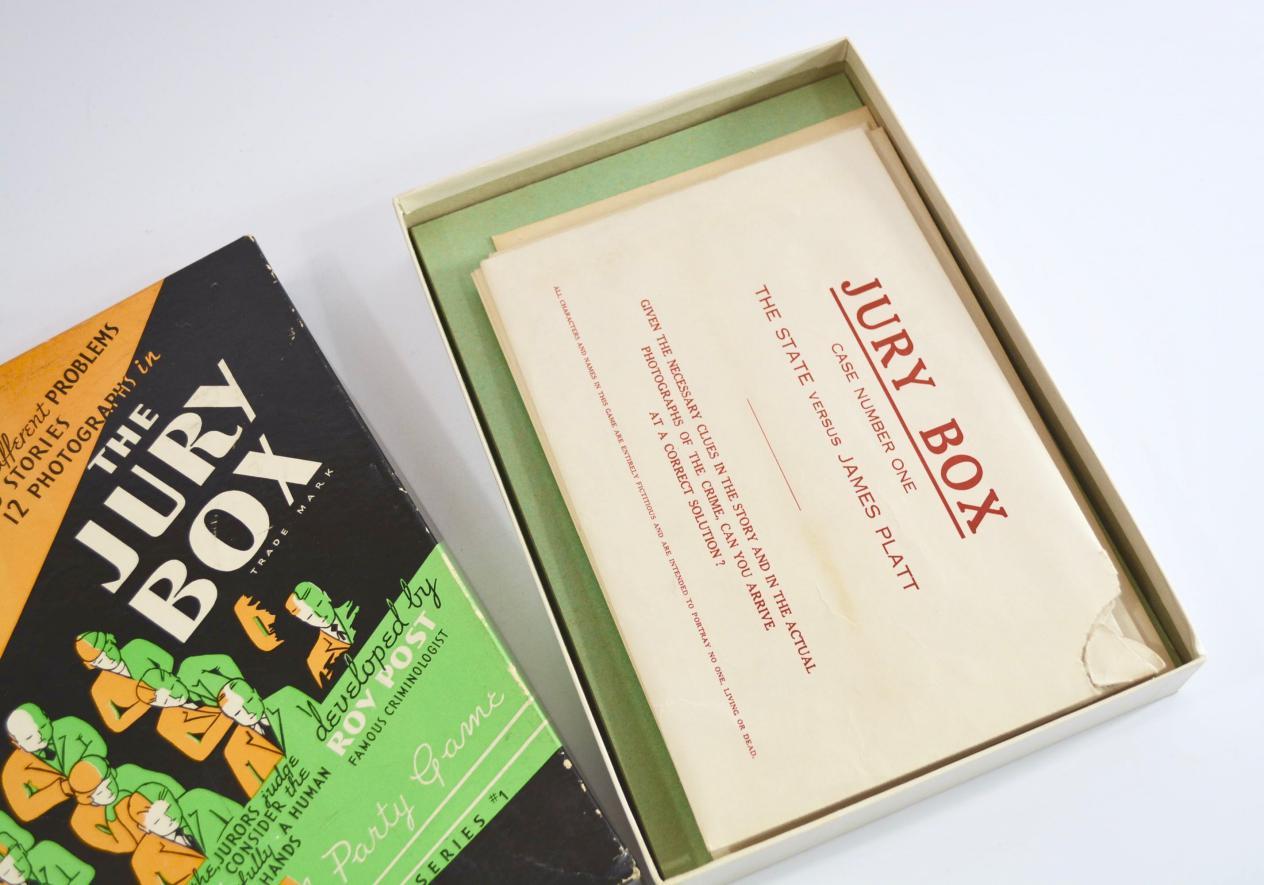 fferent PROBLEMS
STORIES
12 PHOTOGRAPHS in
THE
JURY
BOX
TRADE MARK
developed by
ROY POST
FAMOUS CRIMINOLOGIST
JURORS judge
CONSIDER the
fully A HUMAN
HANDS
Party Game
SERIES #1
JURY BOX
CASE NUMBER ONE
THE STATE VERSUS JAMES PLATT
GIVEN THE NECESSARY CLUES IN THE STORY AND IN THE ACTUAL
PHOTOGRAPHS OF THE CRIME, CAN YOU ARRIVE
AT A CORRECT SOLUTION?
ALL CHARACTERS AND NAMES IN THIS GAME ARE ENTIRELY FICTITIOUS AND ARE INTENDED TO PORTRAY NO ONE, LIVING OR DEAD.